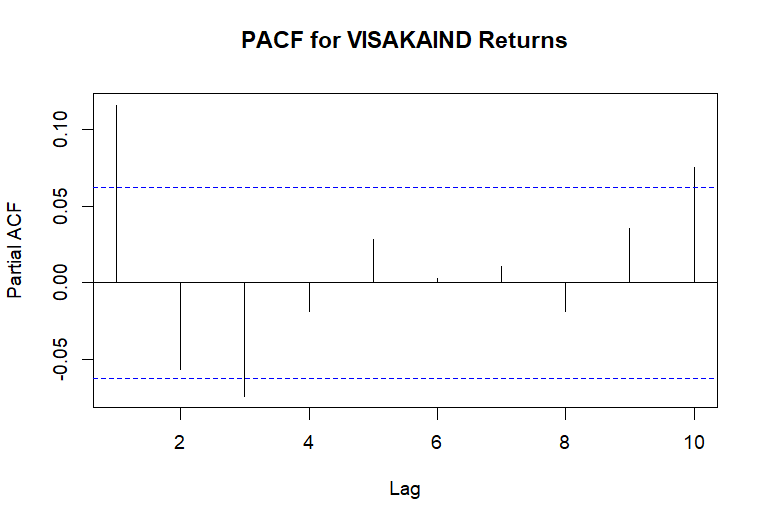 PACF for VISAKAIND Returns
Partial ACF
0.10
0.05
0.00
-0.05
2 4 6 8 10
Lag